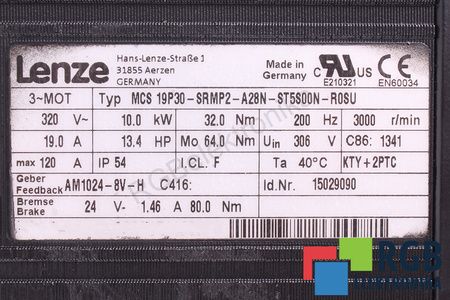 Lenze
Hans-Lenze-Straße 1
31855 Aerzen
GERMANY
Made in
Germany
E210321
EN60034
3~MOT Typ MCS 19P30-SRMP2-A28N-ST5S00N-R0SU
320 V~ 10.0 kW 32.0 Nm 200 Hz 3000 r/min
19.0 A 13.4 HP Mo 64.0 Nm Uin 306 V C86: 1341
max 120 A IP 54 I.CL. F Ta 40°C KTY+2PTC
Geber
Feedback AM1024-8V-H C416: Id.Nr. 15029090
Bremse
Brake 24 V- 1.46 A 80.0 Nm
RGB